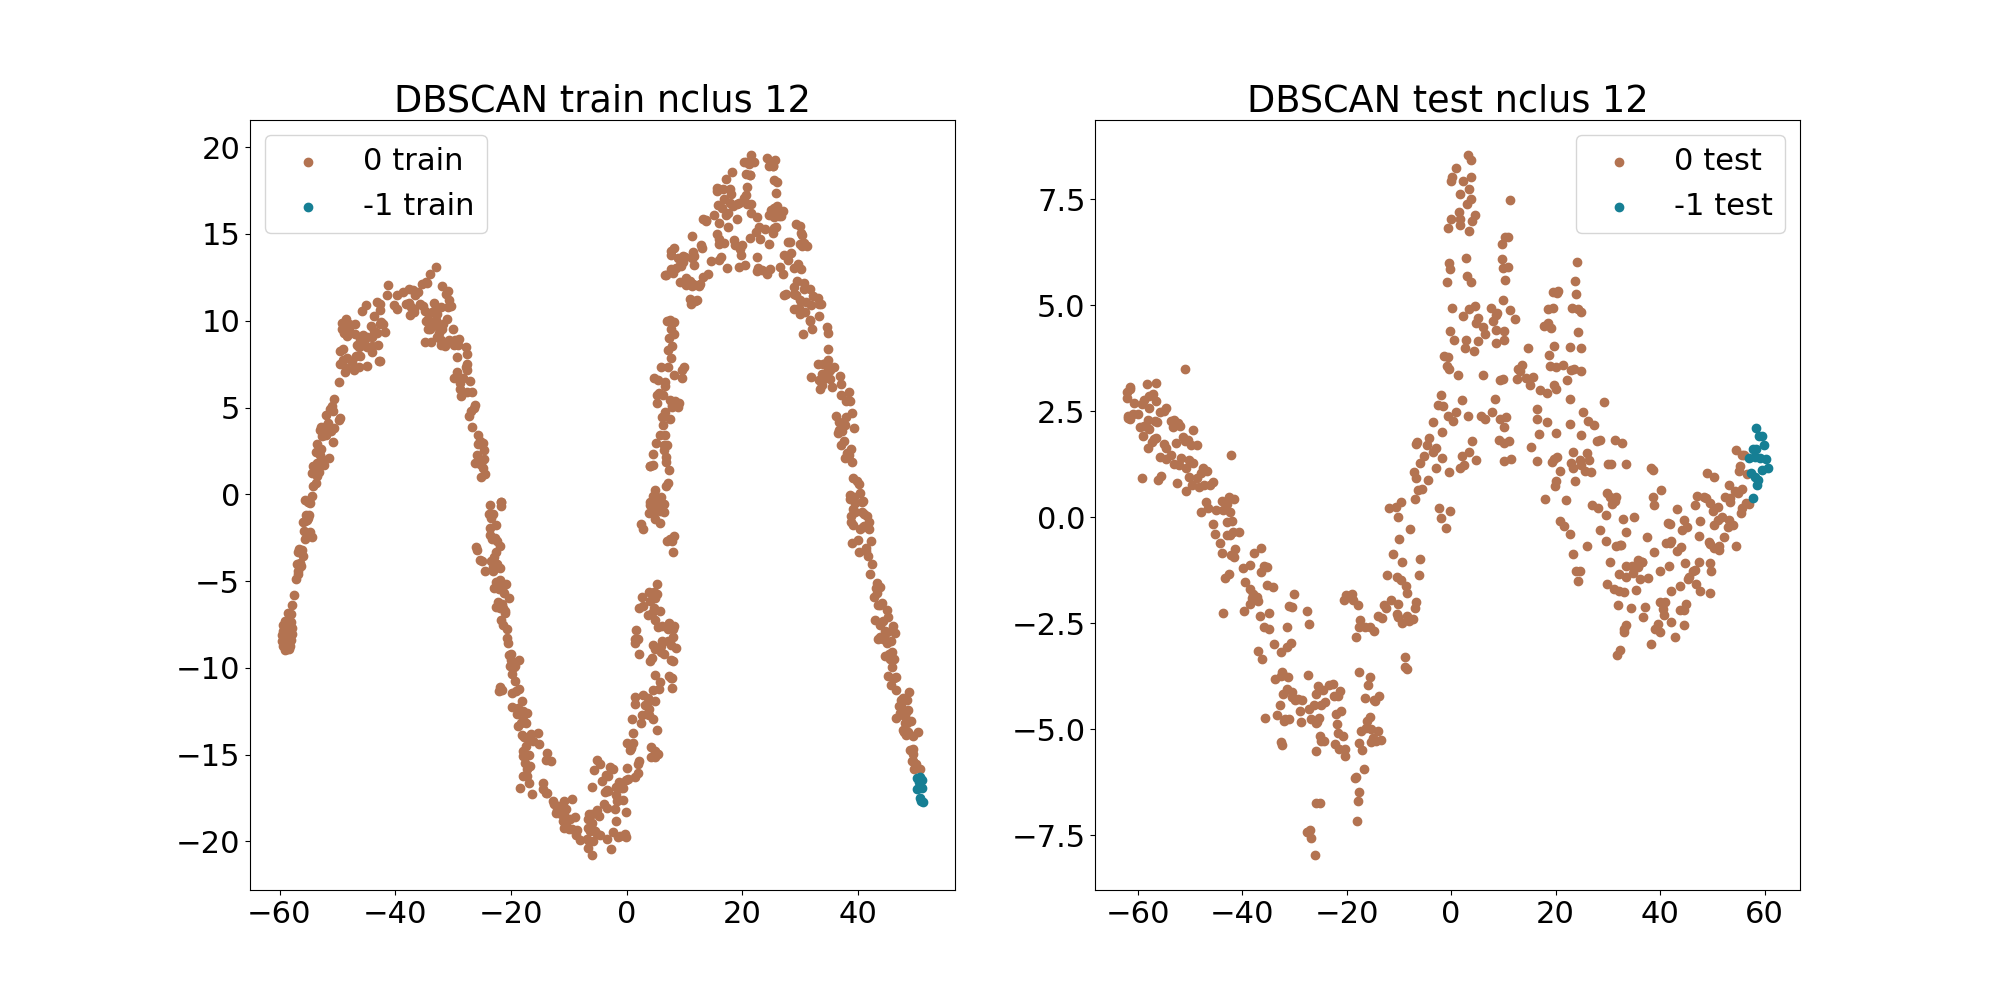 DBSCAN train nclus 12
0 train
-1 train
20
15
10
5
0
−5
−10
−15
−20
−60 −40 −20 0 20 40
DBSCAN test nclus 12
0 test
-1 test
7.5
5.0
2.5
0.0
−2.5
−5.0
−7.5
−60 −40 −20 0 20 40 60